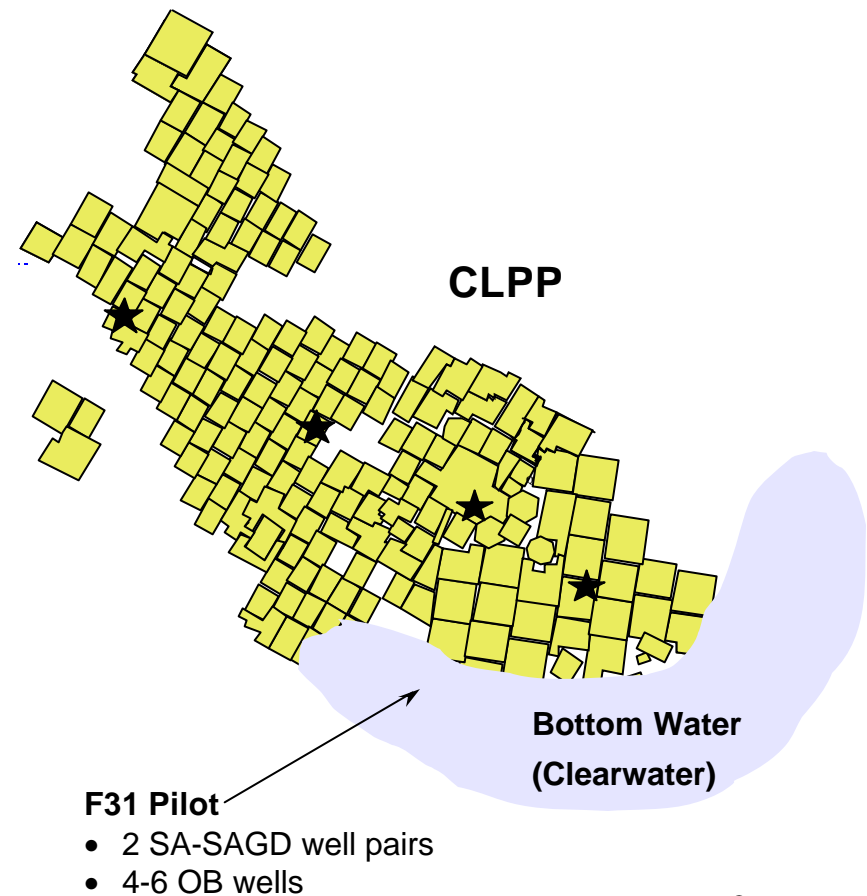 CLPP
Bottom Water
(Clearwater)
F31 Pilot
• 2 SA-SAGD well pairs
• 4-6 OB wells